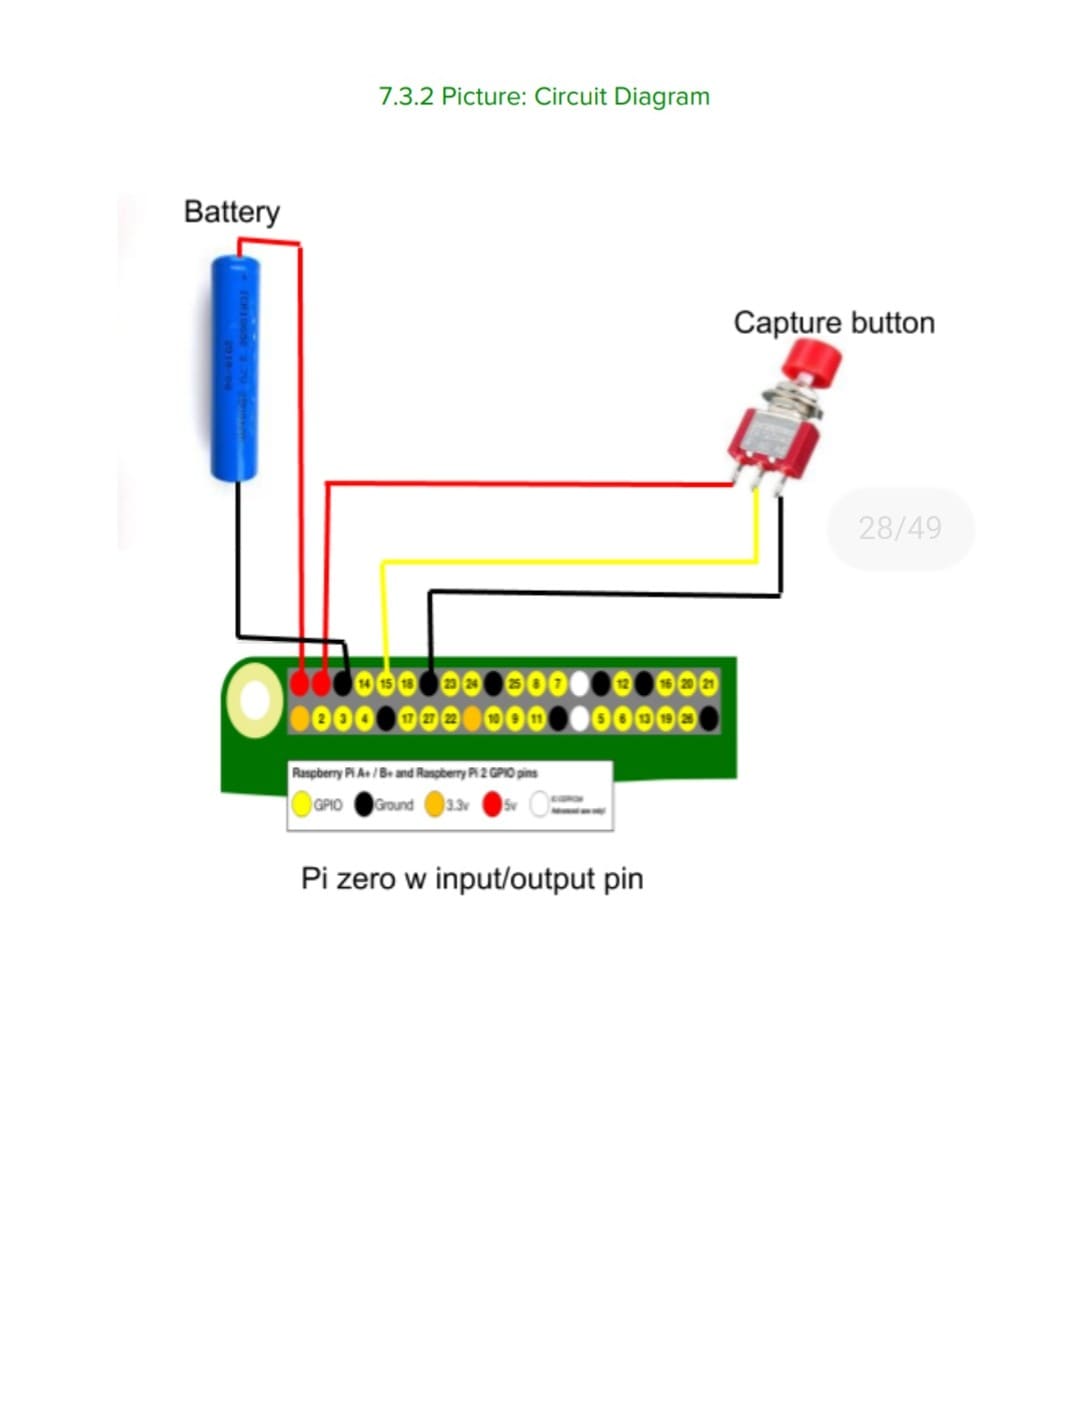 7.3.2 Picture: Circuit Diagram
Battery
Capture button
28/49
14 15 18 23 24 25 8 7 12 16 20 21
2 3 4 17 27 22 10 9 11 5 6 13 19 26
Raspberry Pi A+ / B+ and Raspberry Pi 2 GPIO pins
GPIO Ground 3.3v 5v
Pi zero w input/output pin